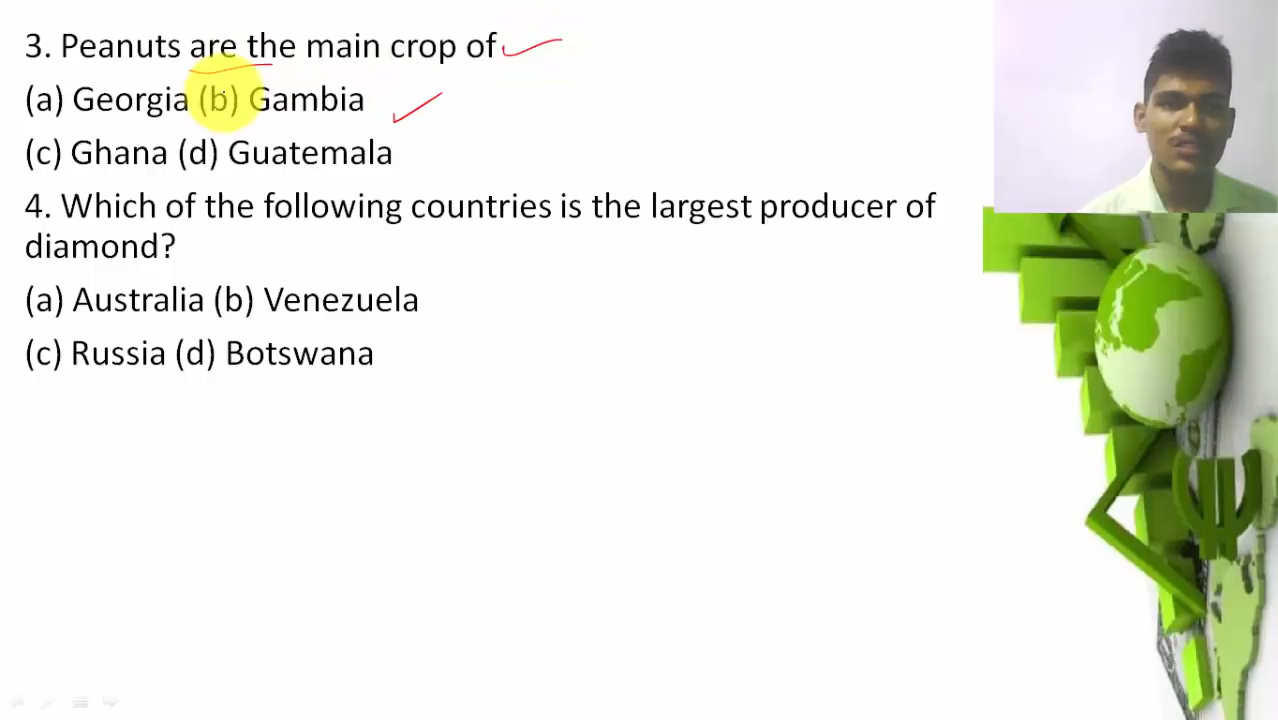 3. Peanuts are the main crop of
(a) Georgia (b) Gambia
(c) Ghana (d) Guatemala
4. Which of the following countries is the largest producer of
diamond?
(a) Australia (b) Venezuela
(c) Russia (d) Botswana